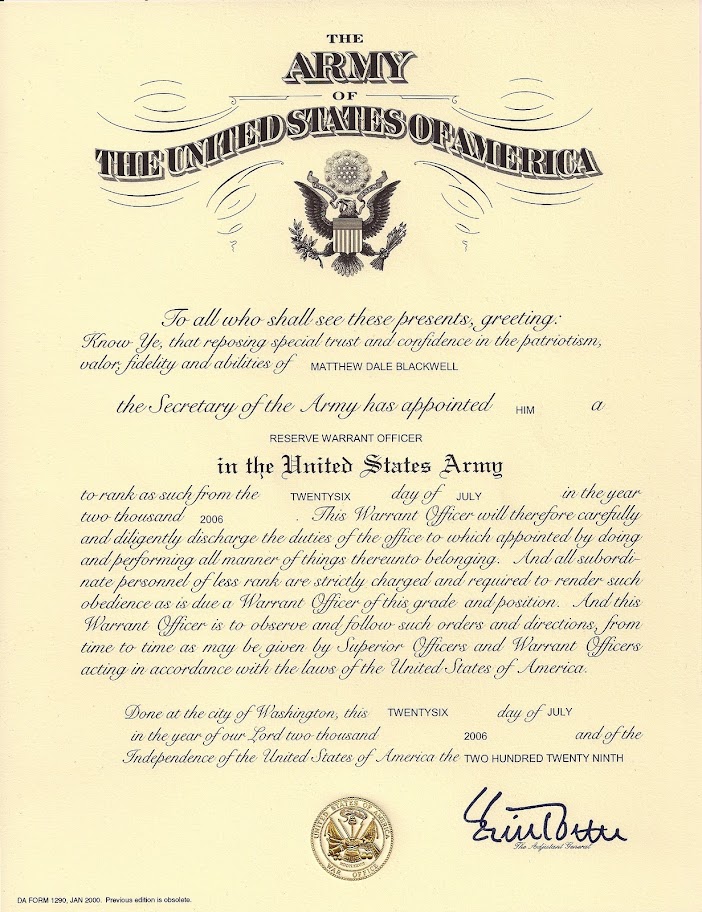 THE
ARMY
OF
THE UNITED STATES OF AMERICA
To all who shall see these presents, greeting:
Know Ye, that reposing special trust and confidence in the patriotism,
valor, fidelity and abilities of MATTHEW DALE BLACKWELL
the Secretary of the Army has appointed HIM a
RESERVE WARRANT OFFICER
in the United States Army
to rank as such from the TWENTYSIX day of JULY in the year
two thousand 2006 . This Warrant Officer will therefore carefully
and diligently discharge the duties of the office to which appointed by doing
and performing all manner of things thereunto belonging. And all subordi-
nate personnel of less rank are strictly charged and required to render such
obedience as is due a Warrant Officer of this grade and position. And this
Warrant Officer is to observe and follow such orders and directions, from
time to time as may be given by Superior Officers and Warrant Officers
acting in accordance with the laws of the United States of America.
Done at the city of Washington, this TWENTYSIX day of JULY
in the year of our Lord two thousand 2006 and of the
Independence of the United States of America the TWO HUNDRED TWENTY NINTH
UNITED STATES OF AMERICA
WAR OFFICE
The Adjutant General
DA FORM 1290, JAN 2000. Previous edition is obsolete.